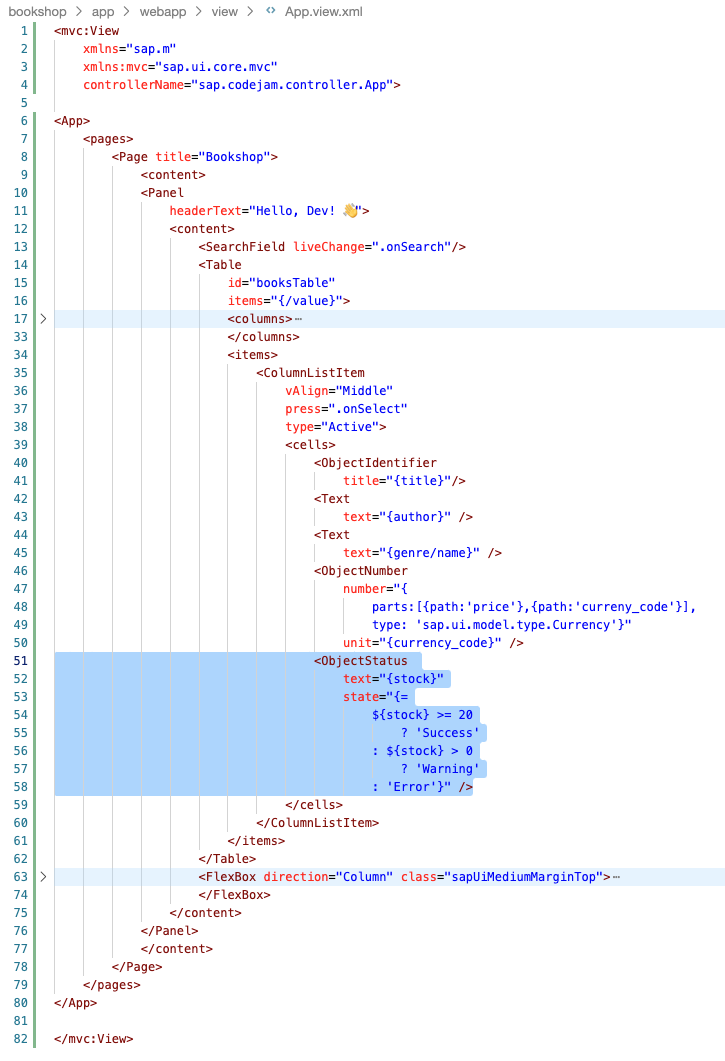 bookshop > app > webapp > view > <> App.view.xml
1 <mvc:View
2     xmlns="sap.m"
3     xmlns:mvc="sap.ui.core.mvc"
4     controllerName="sap.codejam.controller.App">
5
6 <App>
7     <pages>
8         <Page title="Bookshop">
9             <content>
10             <Panel
11                 headerText="Hello, Dev! 👋">
12                 <content>
13                     <SearchField liveChange=".onSearch"/>
14                     <Table
15                         id="booksTable"
16                         items="{/value}">
17 >                         <columns>⋯
33                         </columns>
34                         <items>
35                             <ColumnListItem
36                                 vAlign="Middle"
37                                 press=".onSelect"
38                                 type="Active">
39                                 <cells>
40                                     <ObjectIdentifier
41                                         title="{title}"/>
42                                     <Text
43                                         text="{author}" />
44                                     <Text
45                                         text="{genre/name}" />
46                                     <ObjectNumber
47                                         number="{
48                                             parts:[{path:'price'},{path:'curreny_code'}],
49                                             type: 'sap.ui.model.type.Currency'}"
50                                         unit="{currency_code}" />
51                                     <ObjectStatus
52                                         text="{stock}"
53                                         state="{=
54                                             ${stock} >= 20
55                                                 ? 'Success'
56                                             : ${stock} > 0
57                                                 ? 'Warning'
58                                             : 'Error'}" />
59                                 </cells>
60                             </ColumnListItem>
61                         </items>
62                     </Table>
63 >                     <FlexBox direction="Column" class="sapUiMediumMarginTop">⋯
74                     </FlexBox>
75                 </content>
76             </Panel>
77             </content>
78         </Page>
79     </pages>
80 </App>
81
82 </mvc:View>